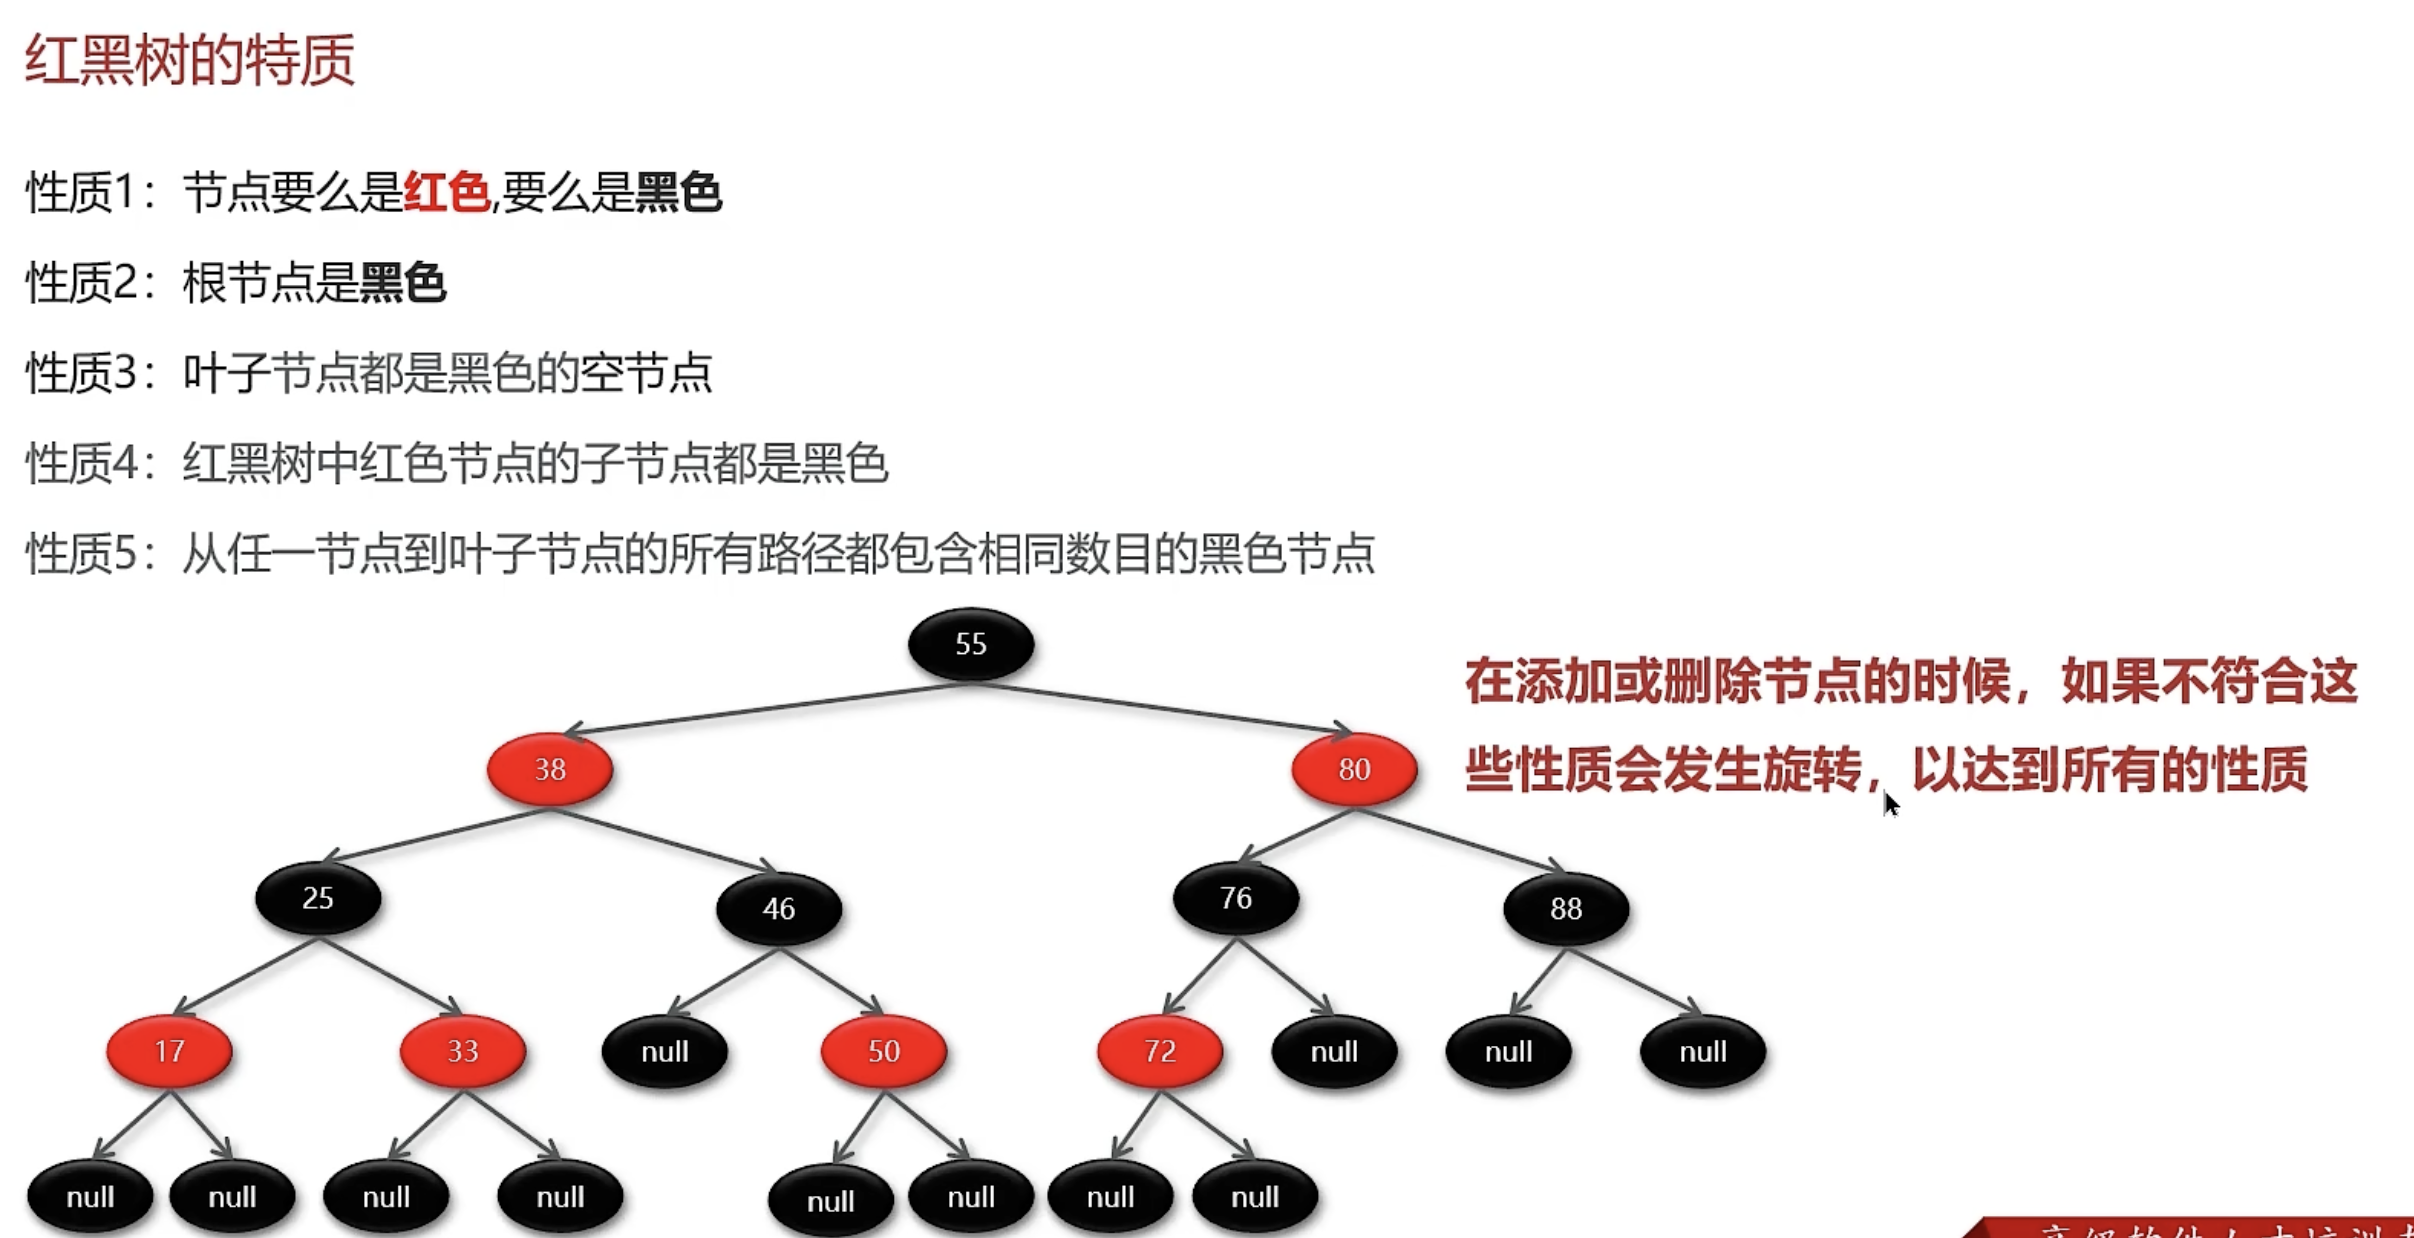 红黑树的特质
性质1：节点要么是红色,要么是黑色
性质2：根节点是黑色
性质3：叶子节点都是黑色的空节点
性质4：红黑树中红色节点的子节点都是黑色
性质5：从任一节点到叶子节点的所有路径都包含相同数目的黑色节点
55
在添加或删除节点的时候，如果不符合这
些性质会发生旋转，以达到所有的性质
38
80
25
46
76
88
17
33
null
50
72
null
null
null
null
null
null
null
null
null
null
null